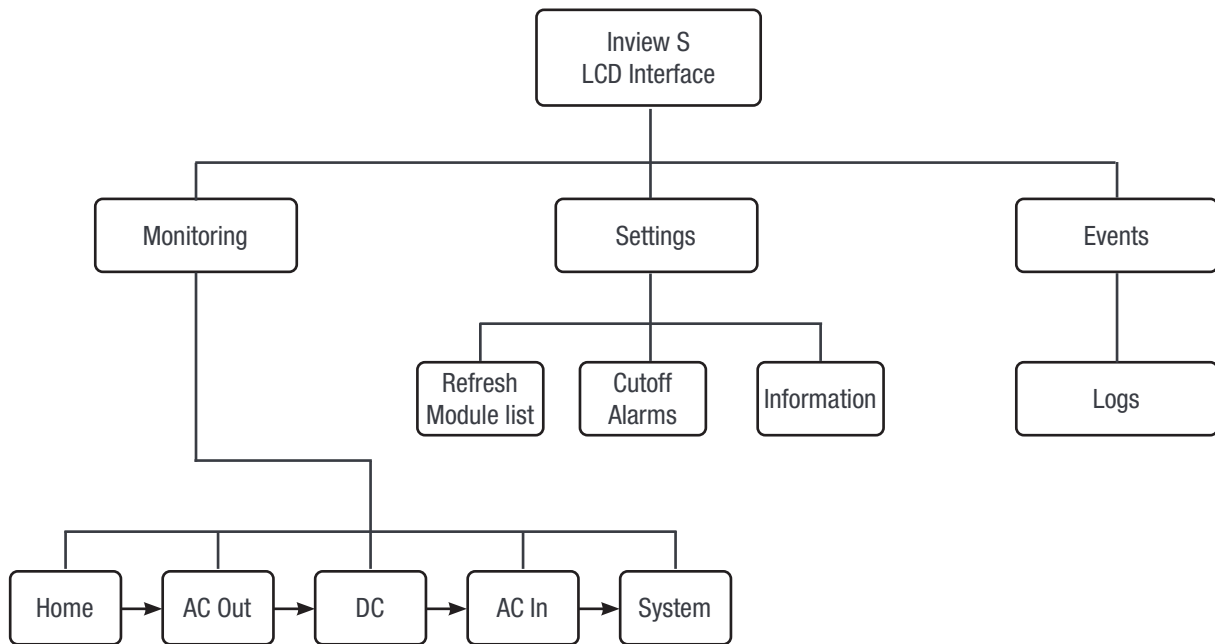 Inview S
LCD Interface
Monitoring
Settings
Events
Refresh
Module list
Cutoff
Alarms
Information
Logs
Home
AC Out
DC
AC In
System